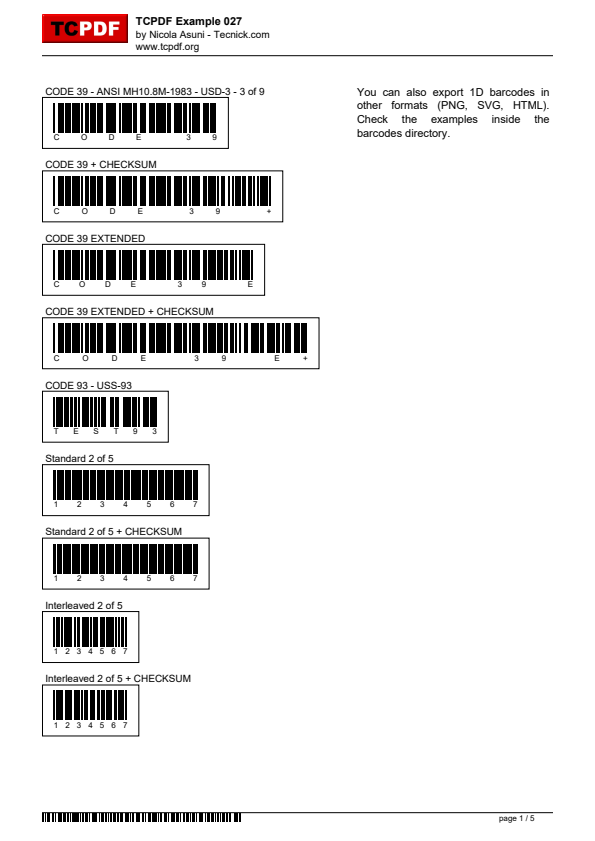 TCPDF
TCPDF Example 027
by Nicola Asuni - Tecnick.com
www.tcpdf.org
You can also export 1D barcodes in
other formats (PNG, SVG, HTML).
Check the examples inside the
barcodes directory.
CODE 39 - ANSI MH10.8M-1983 - USD-3 - 3 of 9
C O D E 3 9
CODE 39 + CHECKSUM
C O D E 3 9 +
CODE 39 EXTENDED
C O D E 3 9 E
CODE 39 EXTENDED + CHECKSUM
C O D E 3 9 E +
CODE 93 - USS-93
T E S T 9 3
Standard 2 of 5
1 2 3 4 5 6 7
Standard 2 of 5 + CHECKSUM
1 2 3 4 5 6 7
Interleaved 2 of 5
1 2 3 4 5 6 7
Interleaved 2 of 5 + CHECKSUM
1 2 3 4 5 6 7
page 1 / 5